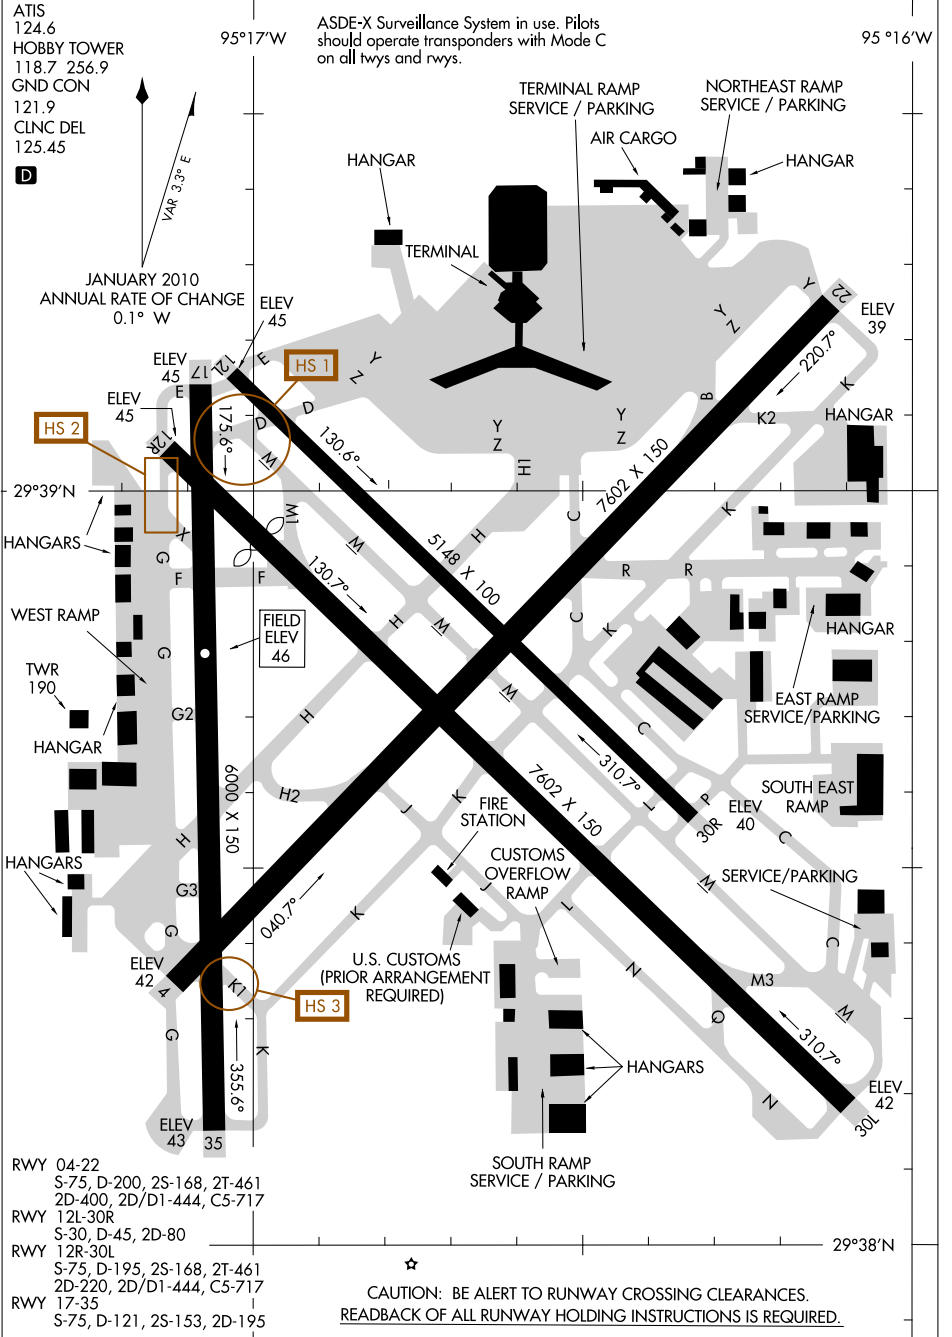 ATIS
124.6
HOBBY TOWER
118.7 256.9
GND CON
121.9
CLNC DEL
125.45
D
95°17'W
ASDE-X Surveillance System in use. Pilots
should operate transponders with Mode C
on all twys and rwys.
95 °16'W
VAR 3.3° E
JANUARY 2010
ANNUAL RATE OF CHANGE
0.1° W
TERMINAL RAMP
SERVICE / PARKING
NORTHEAST RAMP
SERVICE / PARKING
AIR CARGO
HANGAR
HANGAR
TERMINAL
ELEV
45
ELEV
45
ELEV
45
17
12L
12R
E
E
HS 1
HS 2
Y
Z
D
D
175.6°
130.6°
M
Y
Z
Y
Z
Y
Z
Y
22
ELEV
39
220.7°
K
B
K2
HANGAR
H1
7602 X 150
29°39'N
HANGARS
X
G
F
F
M1
M
130.7°
5148 X 100
H
C
K
R
R
WEST RAMP
G
FIELD
ELEV
46
H
M
C
K
HANGAR
TWR
190
G2
H
M
C
EAST RAMP
SERVICE/PARKING
HANGAR
6000 X 150
H2
J
K
310.7°
L
P
30R
ELEV
40
SOUTH EAST
RAMP
C
7602 X 150
FIRE
STATION
H
HANGARS
CUSTOMS
OVERFLOW
RAMP
J
L
M
SERVICE/PARKING
G3
G
040.7°
K
C
U.S. CUSTOMS
(PRIOR ARRANGEMENT
REQUIRED)
ELEV
42
4
K1
HS 3
N
M3
M
Q
G
K
355.6°
310.7°
HANGARS
N
ELEV
42
30L
ELEV
43
35
SOUTH RAMP
SERVICE / PARKING
RWY 04-22
S-75, D-200, 2S-168, 2T-461
2D-400, 2D/D1-444, C5-717
RWY 12L-30R
S-30, D-45, 2D-80
RWY 12R-30L
S-75, D-195, 2S-168, 2T-461
2D-220, 2D/D1-444, C5-717
RWY 17-35
S-75, D-121, 2S-153, 2D-195
29°38'N
CAUTION: BE ALERT TO RUNWAY CROSSING CLEARANCES.
READBACK OF ALL RUNWAY HOLDING INSTRUCTIONS IS REQUIRED.